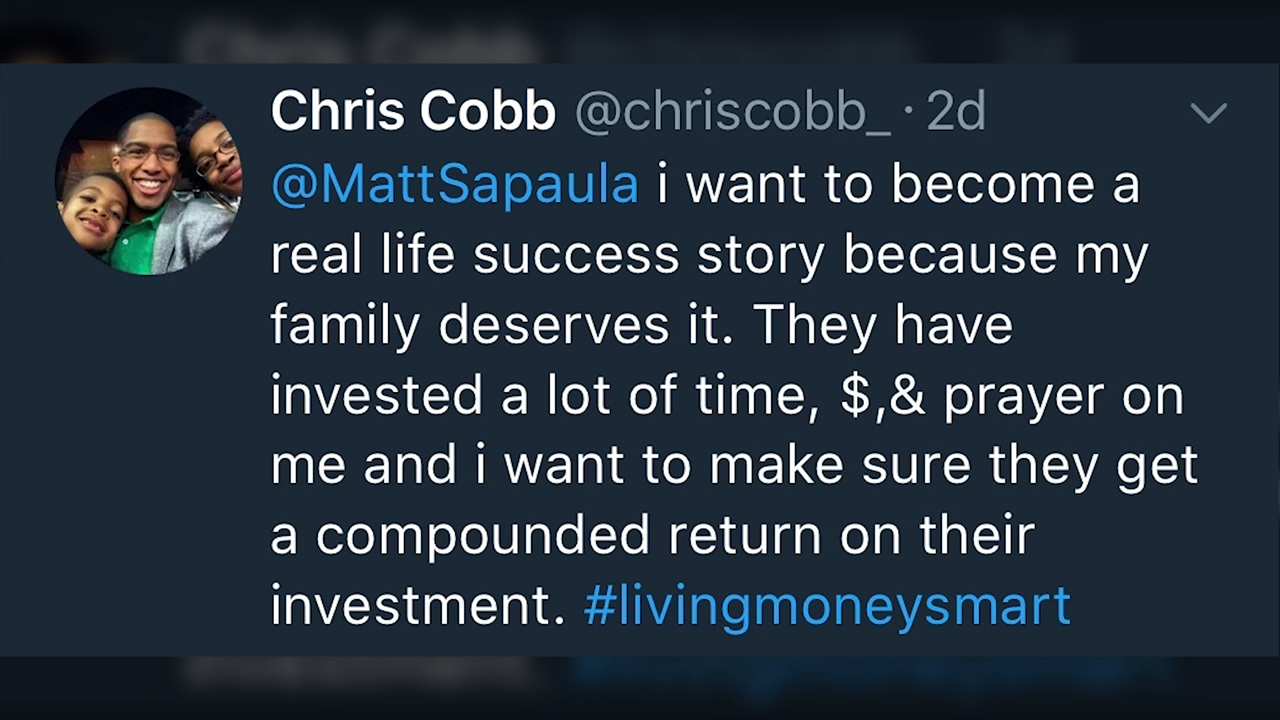 Chris Cobb @chriscobb_ · 2d
@MattSapaula i want to become a
real life success story because my
family deserves it. They have
invested a lot of time, $,& prayer on
me and i want to make sure they get
a compounded return on their
investment. #livingmoneysmart